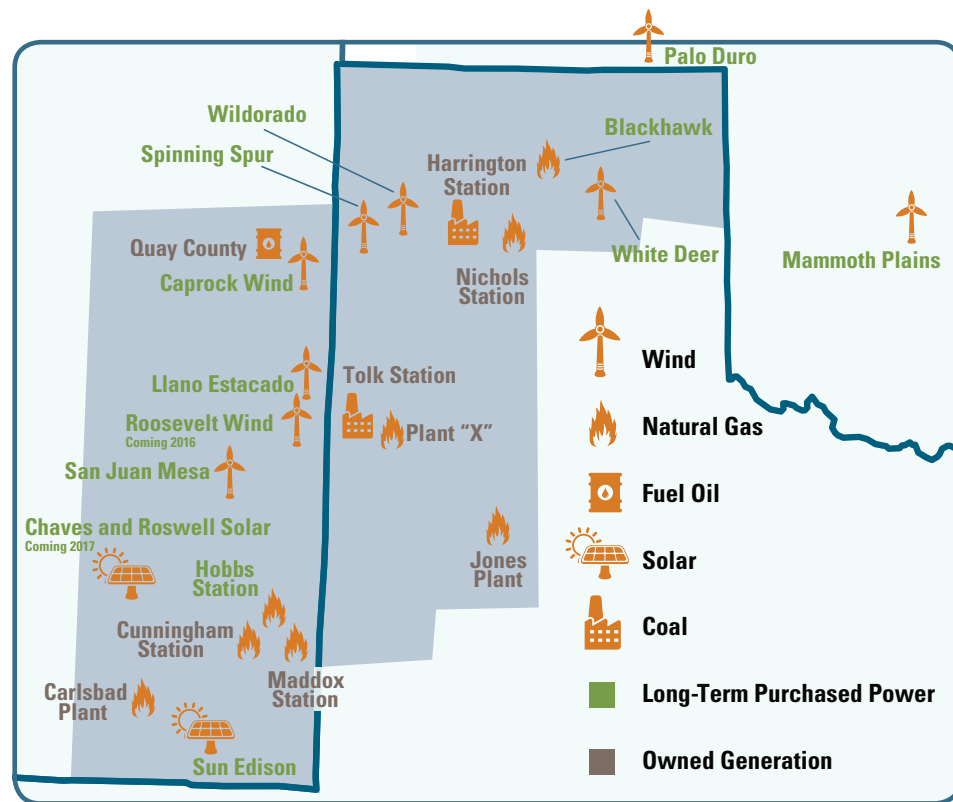 Palo Duro
Wildorado
Blackhawk
Spinning Spur
Harrington
Station
Quay County
Caprock Wind
White Deer
Mammoth Plains
Nichols
Station
Wind
Llano Estacado
Tolk Station
Roosevelt Wind
Coming 2016
Plant “X”
Natural Gas
San Juan Mesa
Fuel Oil
Chaves and Roswell Solar
Coming 2017
Jones
Plant
Solar
Hobbs
Station
Cunningham
Station
Coal
Maddox
Station
Carlsbad
Plant
Long-Term Purchased Power
Sun Edison
Owned Generation